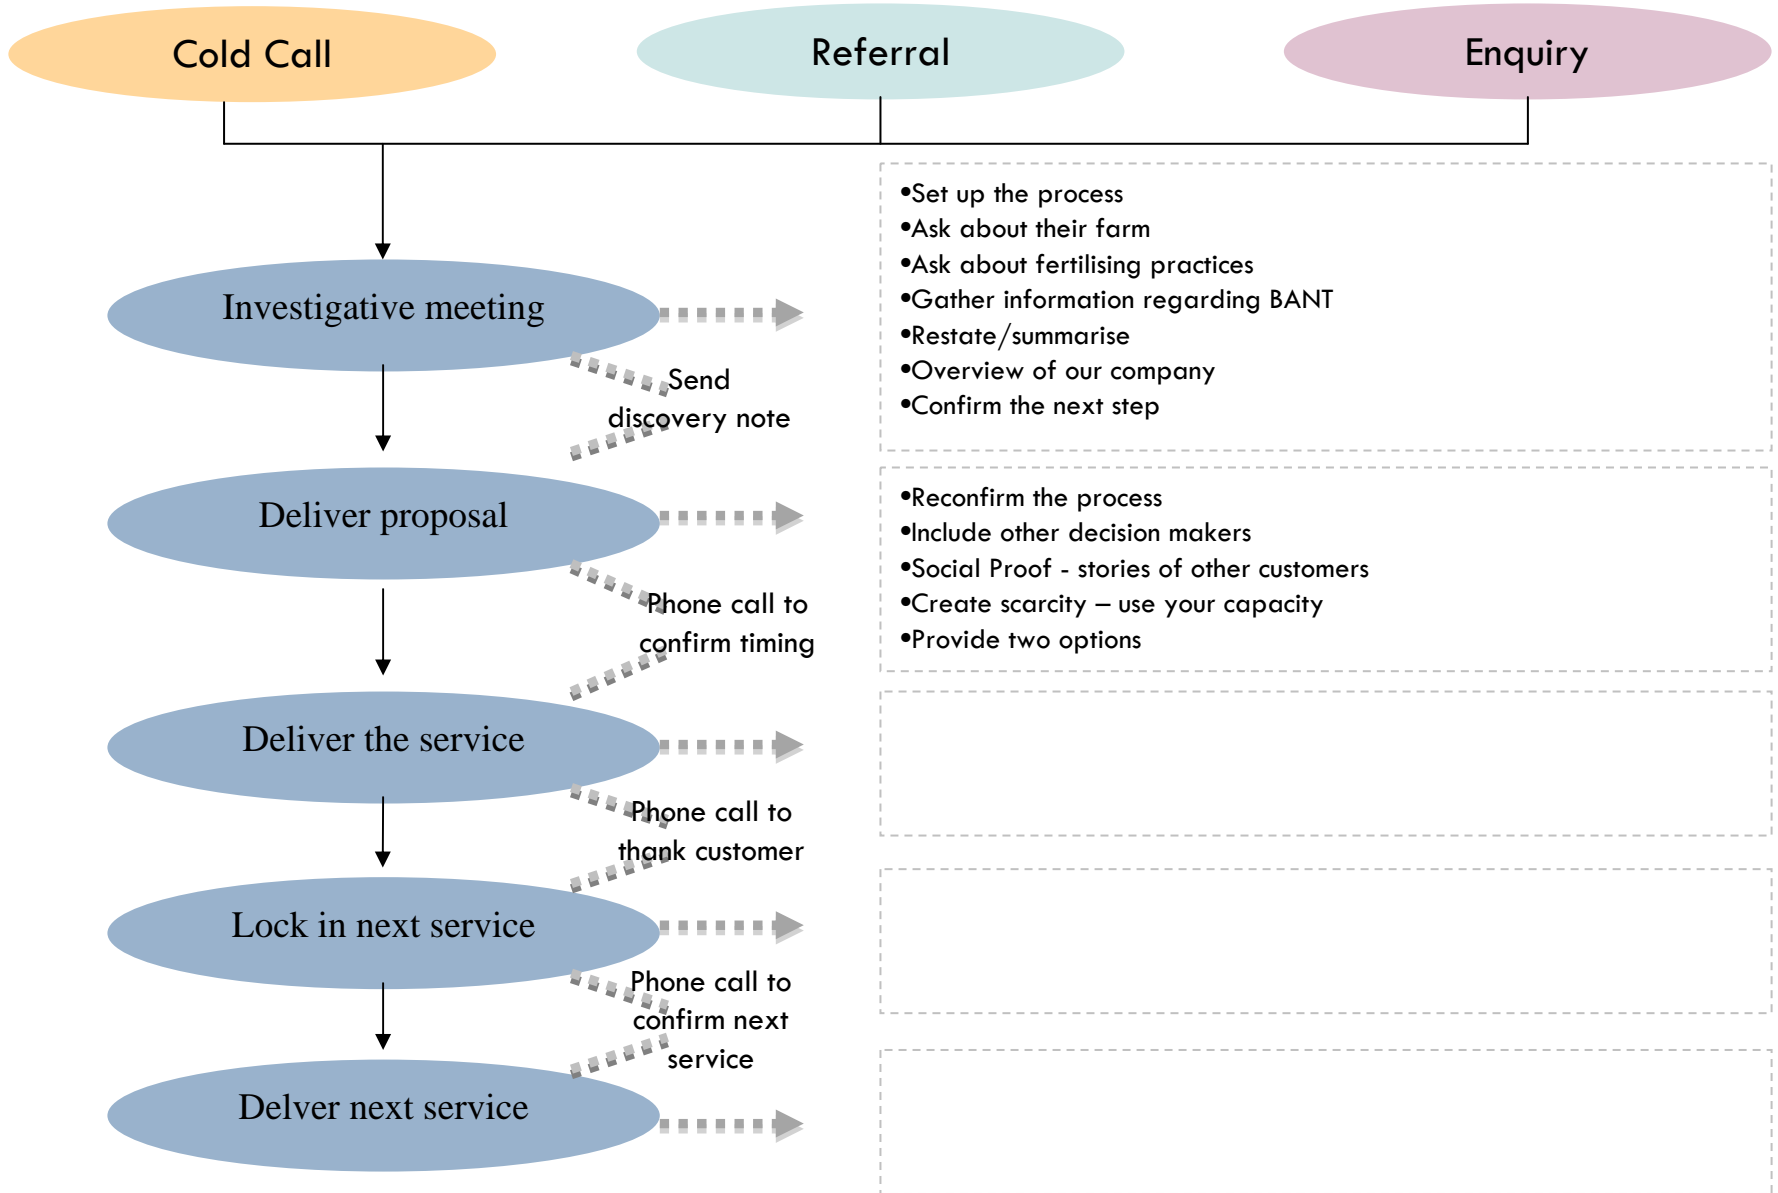 Cold Call
Referral
Enquiry
Investigative meeting
•Set up the process
•Ask about their farm
•Ask about fertilising practices
•Gather information regarding BANT
•Restate/summarise
•Overview of our company
•Confirm the next step
Send
discovery note
Deliver proposal
•Reconfirm the process
•Include other decision makers
•Social Proof - stories of other customers
•Create scarcity – use your capacity
•Provide two options
Phone call to
confirm timing
Deliver the service
Phone call to
thank customer
Lock in next service
Phone call to
confirm next
service
Delver next service